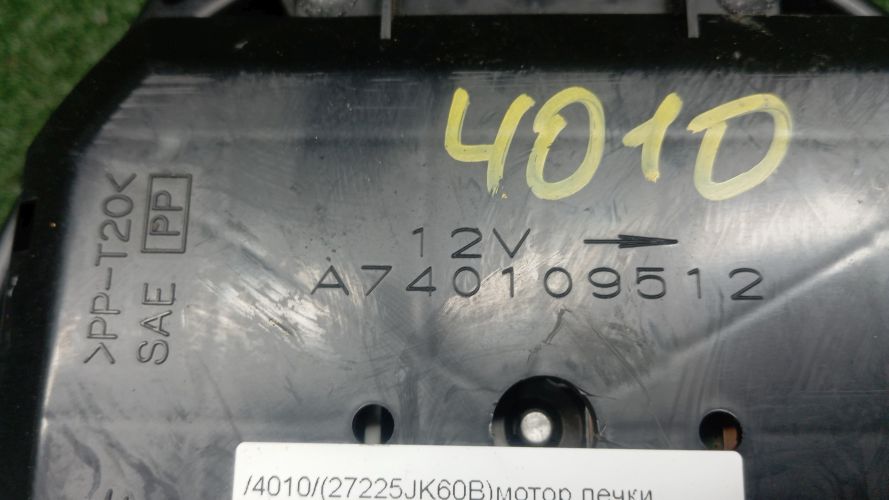 4010
>PP-T20<
SAE PP
12V →
A740109512
/4010/(27225JK60B)мотор печки